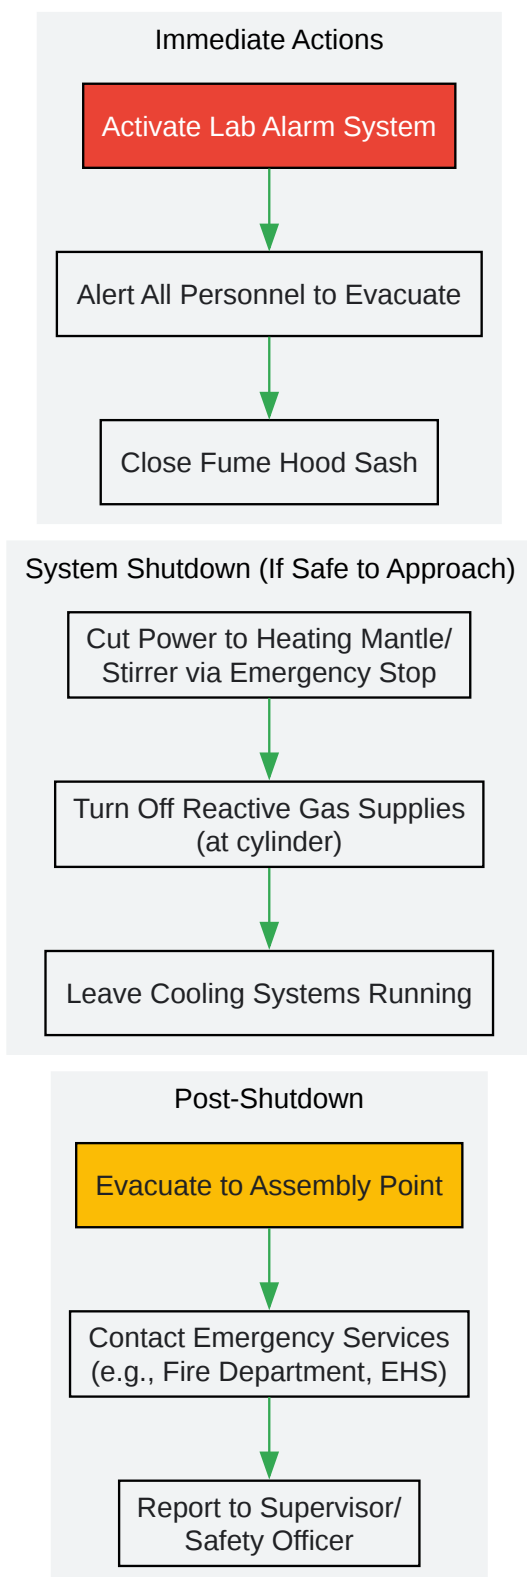 Immediate Actions
Activate Lab Alarm System
Alert All Personnel to Evacuate
Close Fume Hood Sash
System Shutdown (If Safe to Approach)
Cut Power to Heating Mantle/
Stirrer via Emergency Stop
Turn Off Reactive Gas Supplies
(at cylinder)
Leave Cooling Systems Running
Post-Shutdown
Evacuate to Assembly Point
Contact Emergency Services
(e.g., Fire Department, EHS)
Report to Supervisor/
Safety Officer